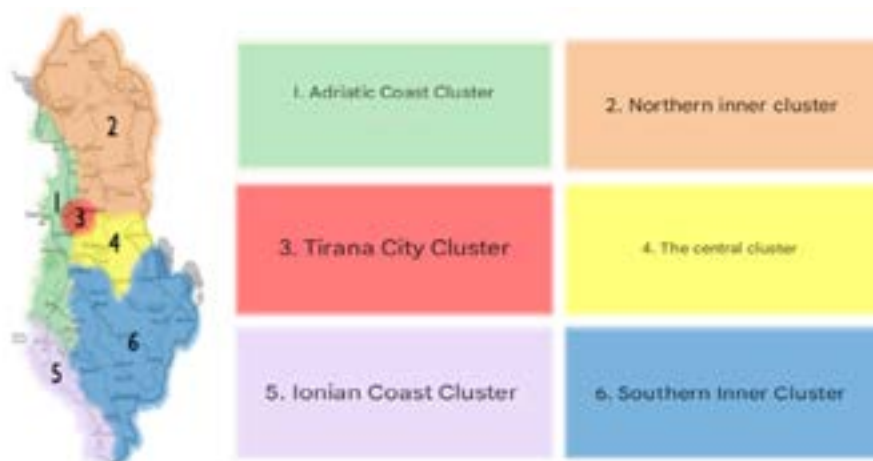 2
1
3
4
6
5
1. Adriatic Coast Cluster
2. Northern inner cluster
3. Tirana City Cluster
4. The central cluster
5. Ionian Coast Cluster
6. Southern Inner Cluster